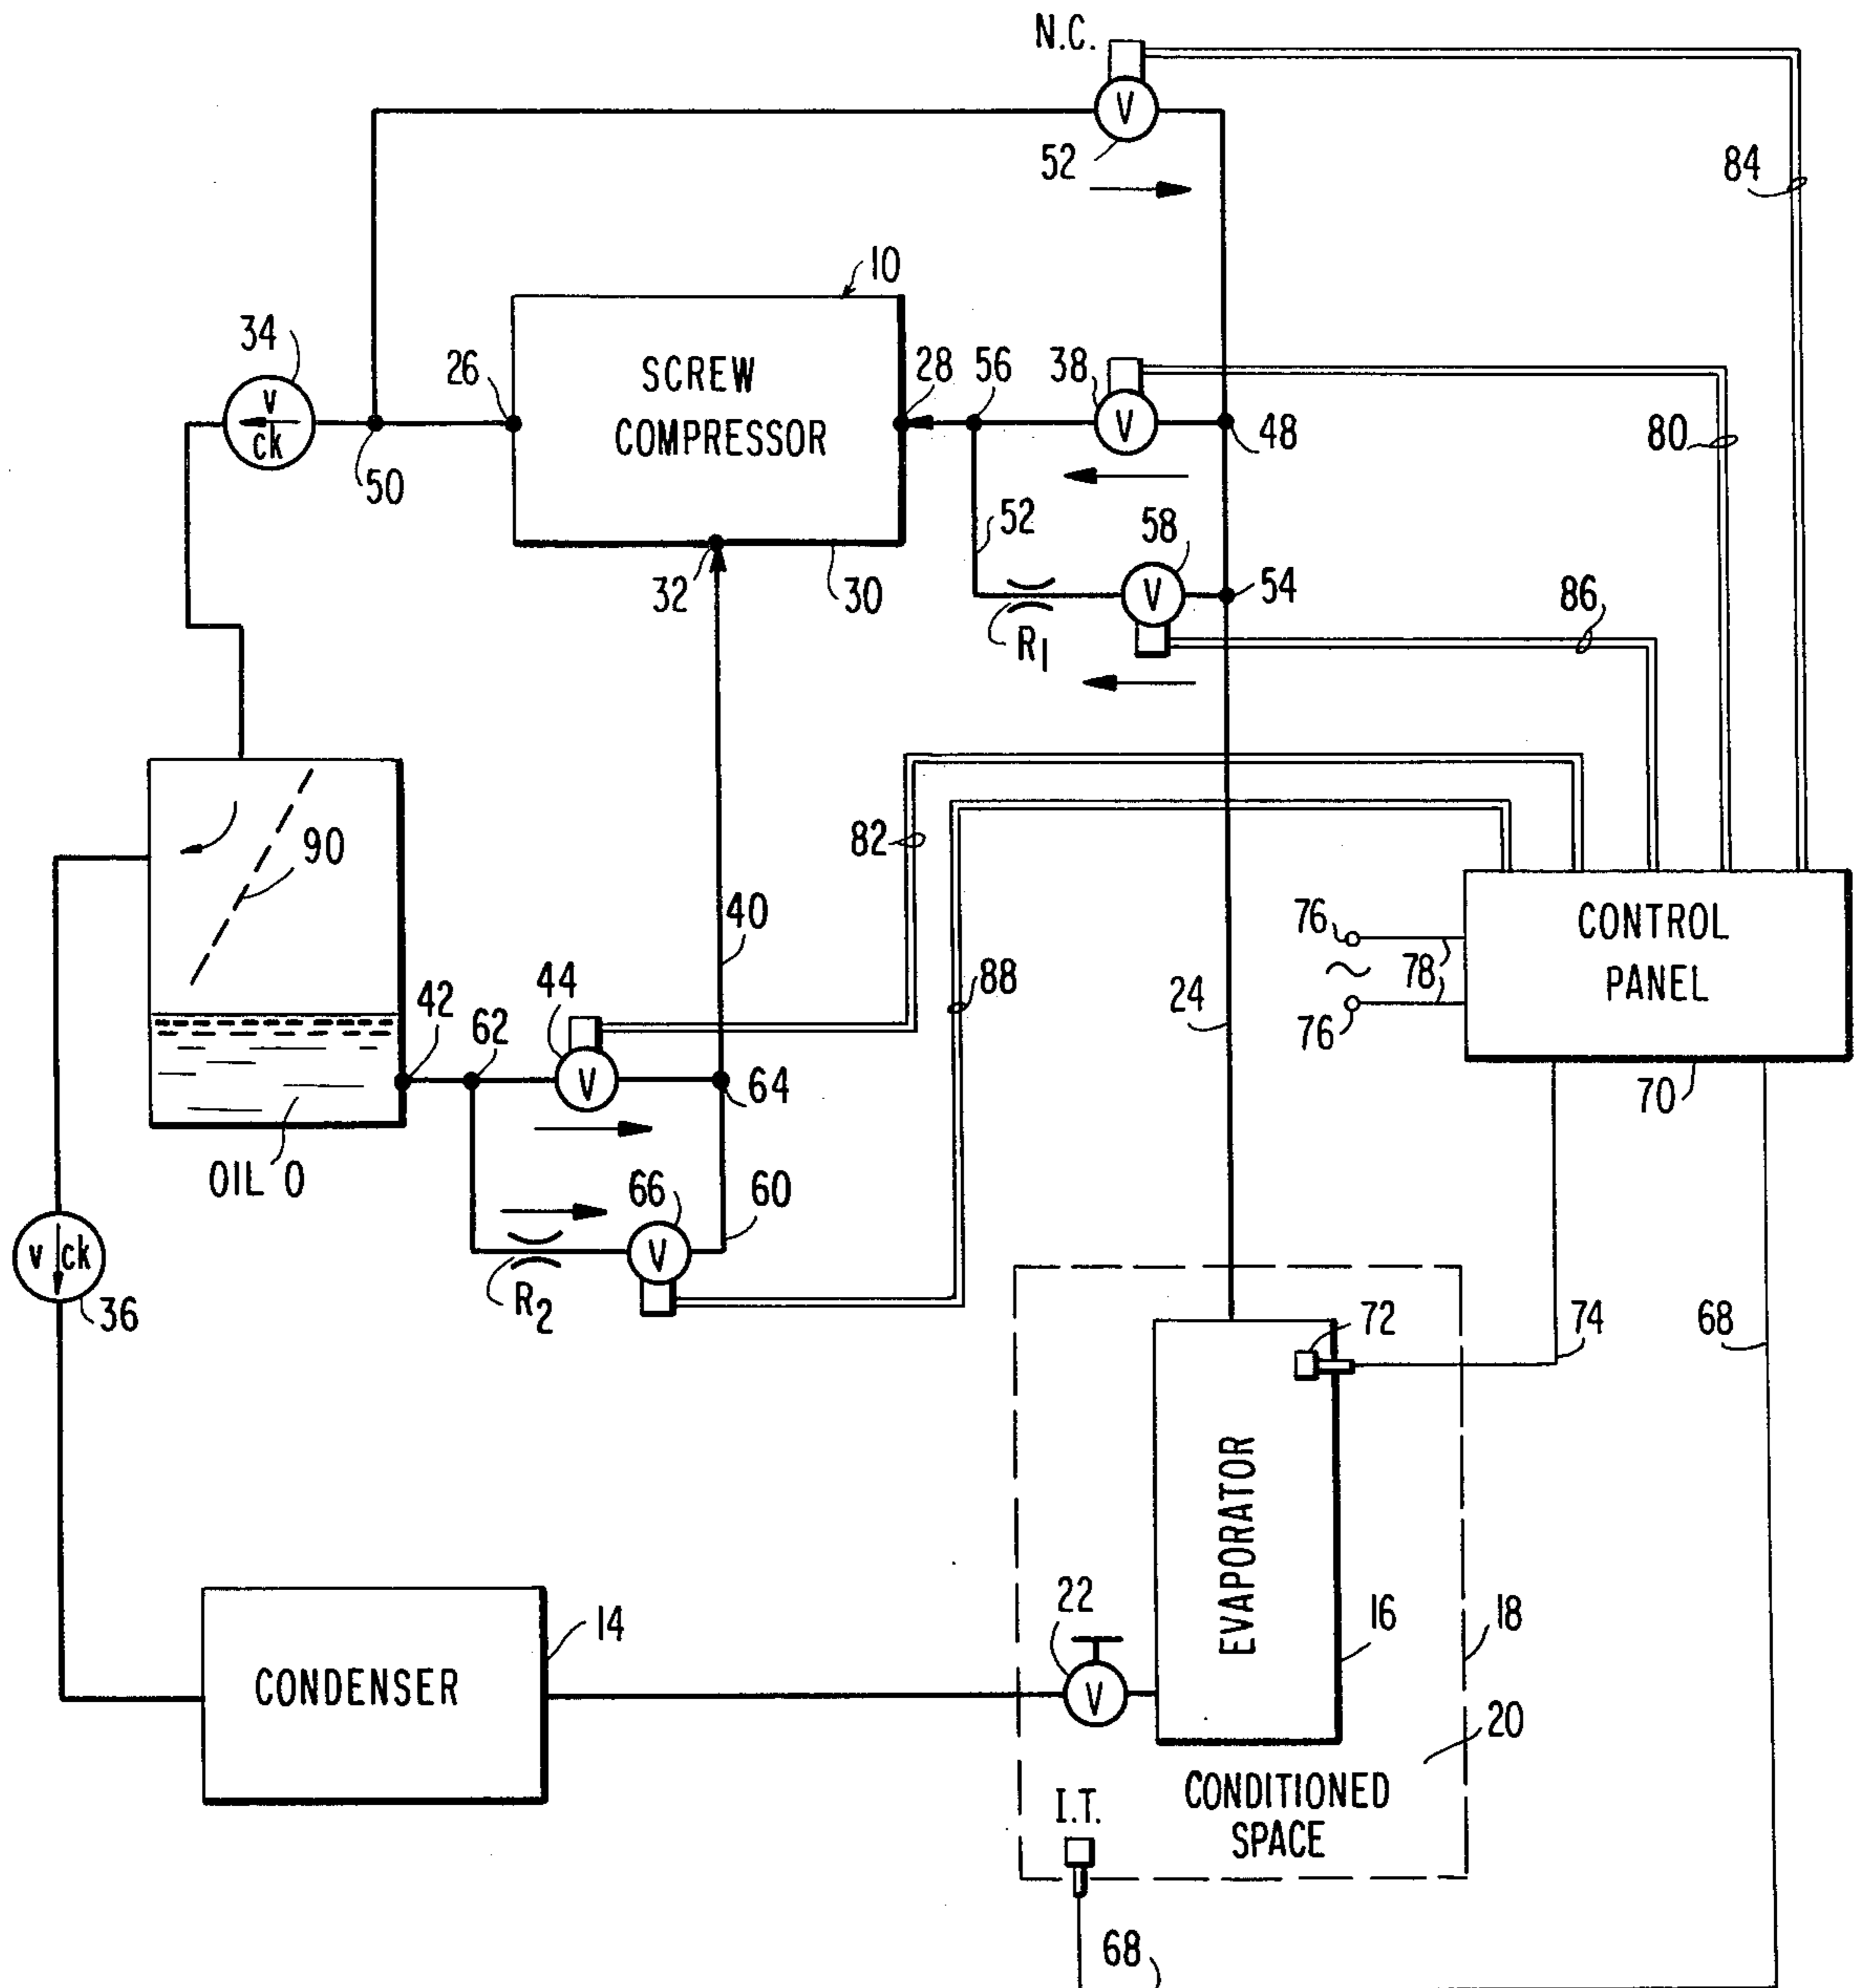 N.C.
V
52
84
10
34
V
ck
26
SCREW
COMPRESSOR
28
56
38
V
48
80
50
52
58
V
54
32
30
R1
86
90
82
40
88
24
76
76
78
CONTROL
PANEL
70
42
62
44
V
64
OIL O
66
V
60
R2
V ck
36
72
74
68
EVAPORATOR
22
V
16
18
14
CONDENSER
20
CONDITIONED
SPACE
I.T.
68